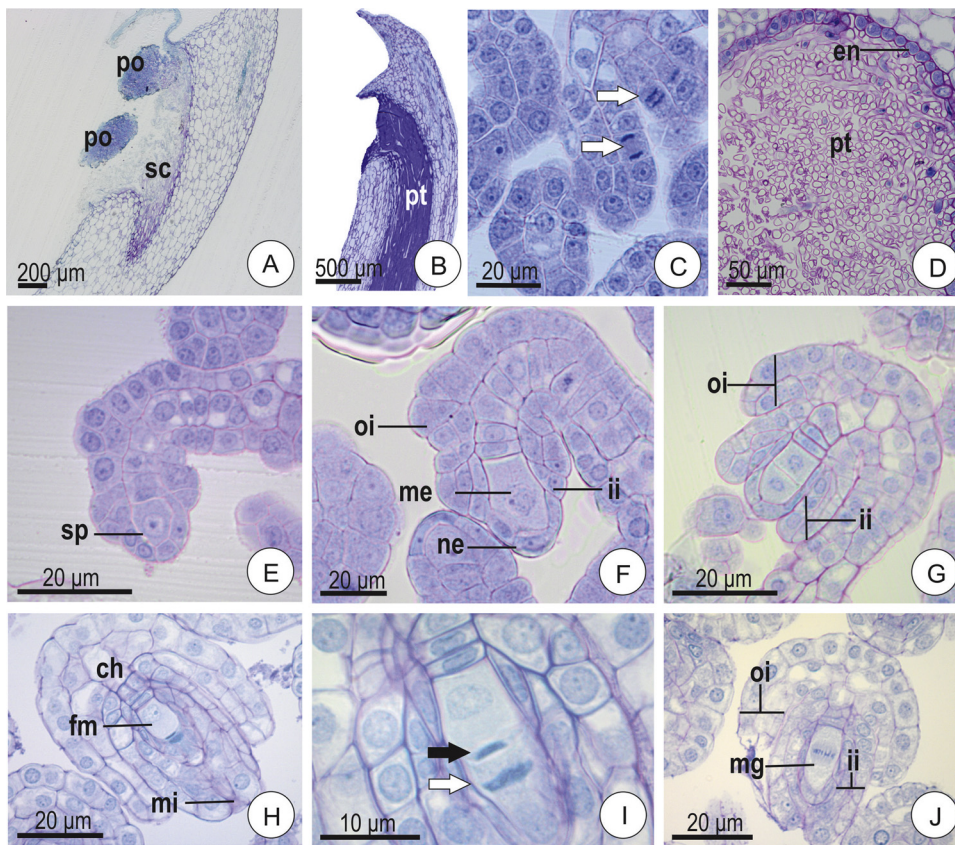 po
po
sc
200 µm
A
pt
500 µm
B
20 µm
C
en
pt
50 µm
D
sp
20 µm
E
oi
me
ii
ne
20 µm
F
oi
ii
20 µm
G
ch
fm
mi
20 µm
H
10 µm
I
oi
mg
ii
20 µm
J